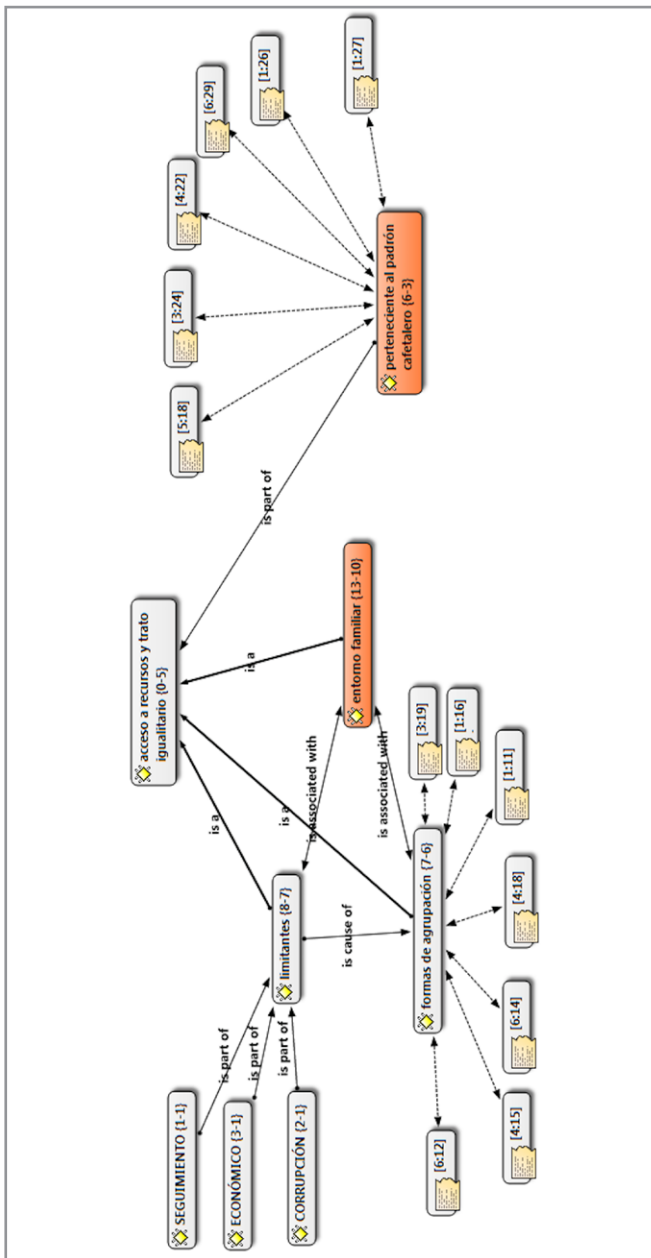 [1:27]
[1:26]
[6:29]
[4:22]
[3:24]
[5:18]
perteneciente al padrón
cafetalero {6-3}
is part of
acceso a recursos y trato
igualitario {0-5}
is a
entorno familiar {13-10}
is a
is a
is associated with
is associated with
limitantes {8-7}
is cause of
formas de agrupación {7-6}
[3:19]
[1:16]
.
[1:11]
[4:18]
[6:14]
[4:15]
[6:12]
is part of
is part of
is part of
SEGUIMIENTO {1-1}
ECONÓMICO {3-1}
CORRUPCIÓN {2-1}